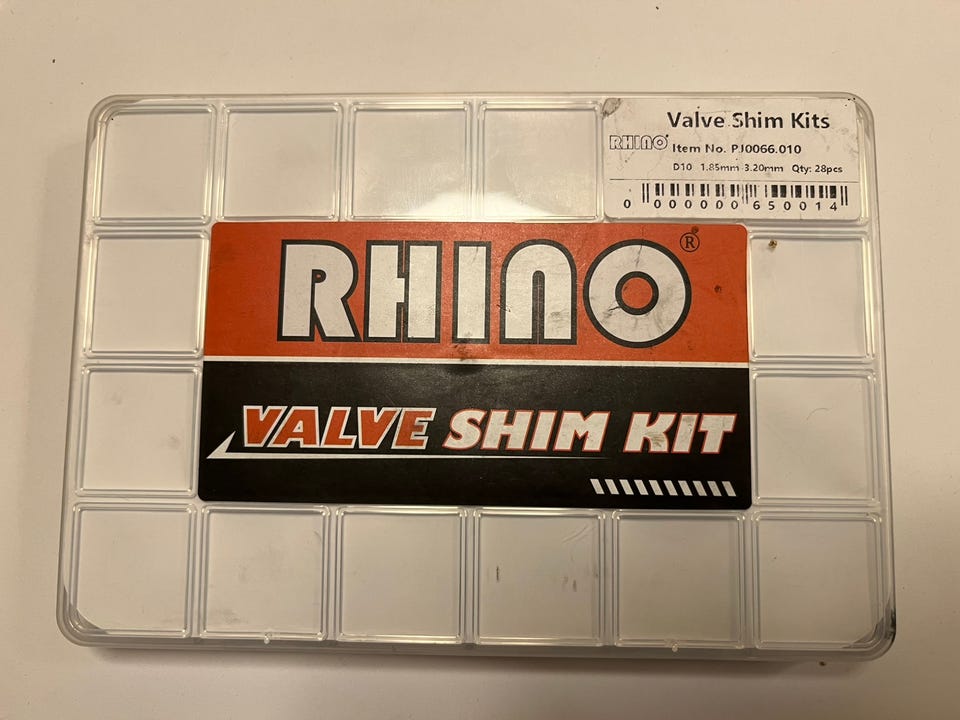 Valve Shim Kits
RHINO® Item No. PJ0066.010
D10 1.85mm-3.20mm Qty: 28pcs
0 000000 650014
RHINO®
VALVE SHIM KIT